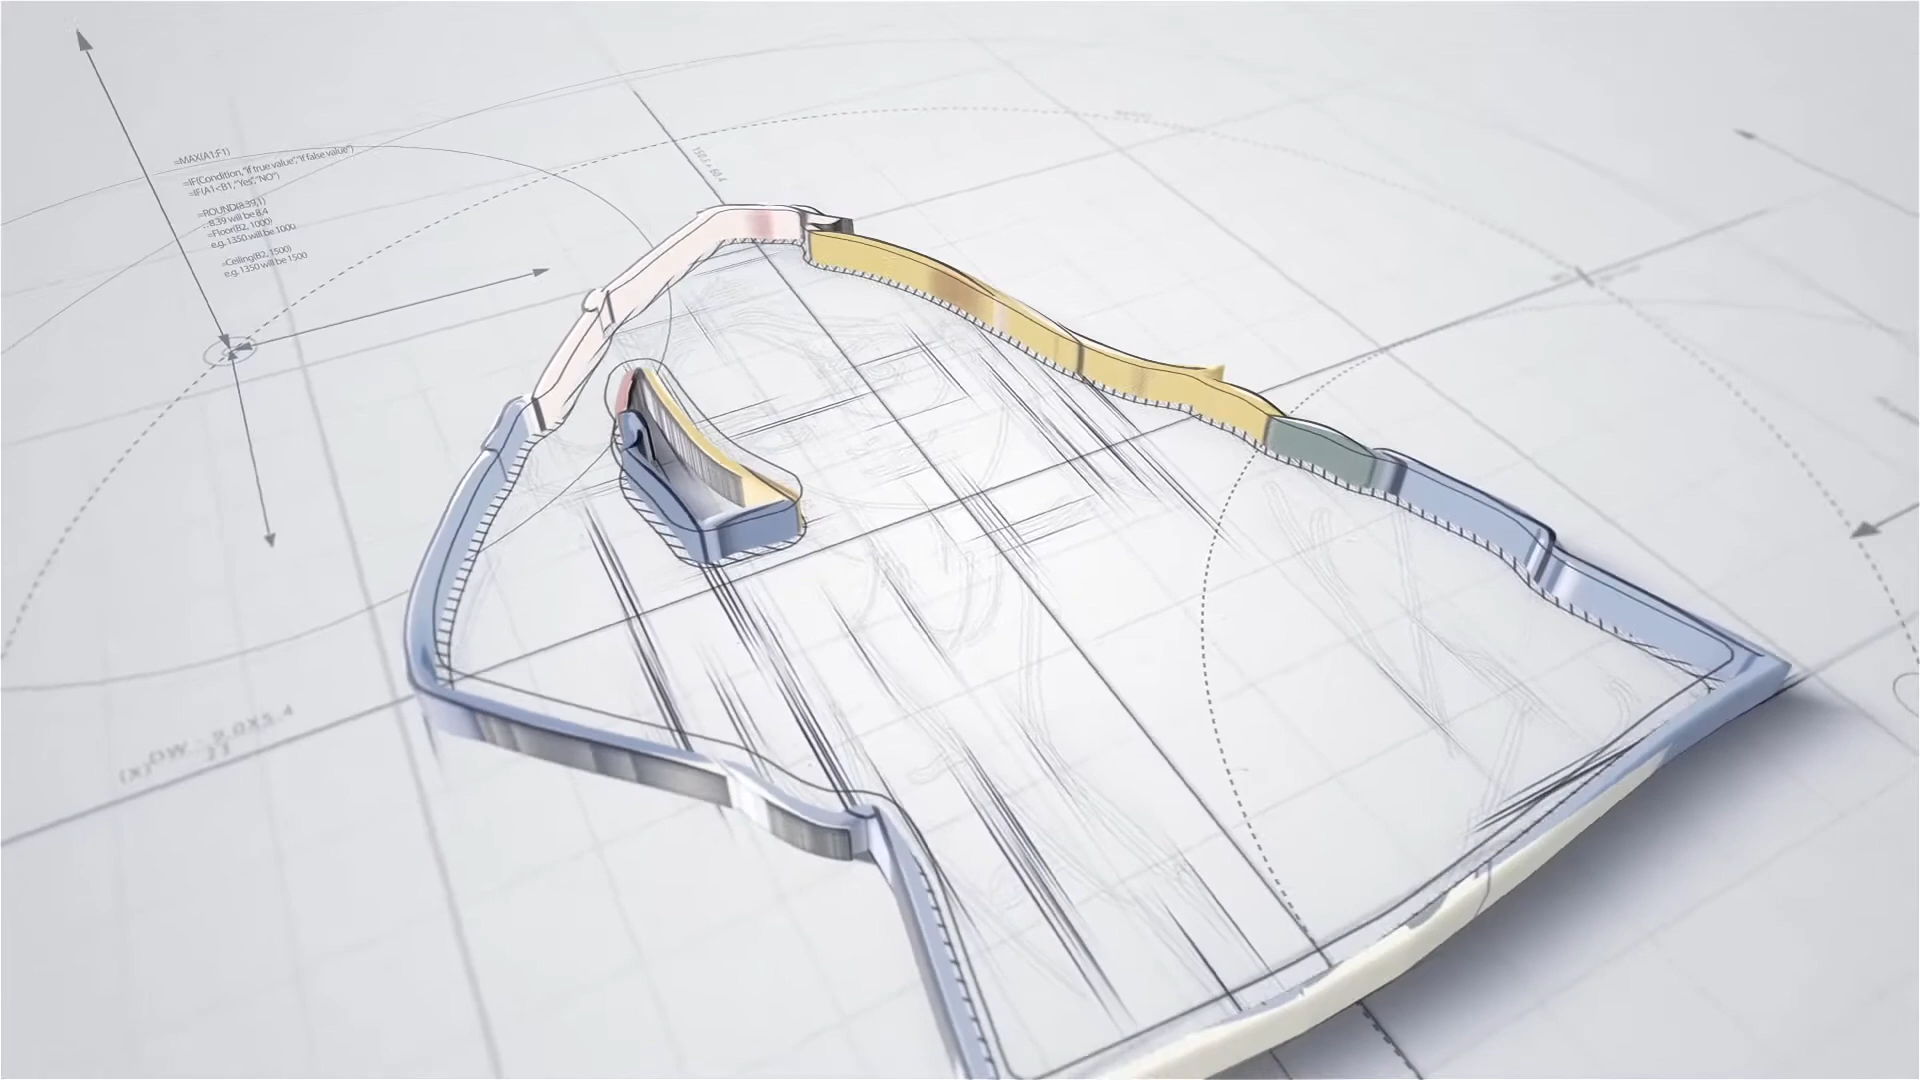 =MAX(A1:F1)
=IF(Condition, "if true value", "if false value")
=IF(A1<B1, "Yes", "NO")
=ROUND(8.39,1)
8.39 will be 8.4
=Floor(B2, 1000)
e.g. 1350 will be 1000
=Ceiling(B2, 1500)
e.g. 1350 will be 1500